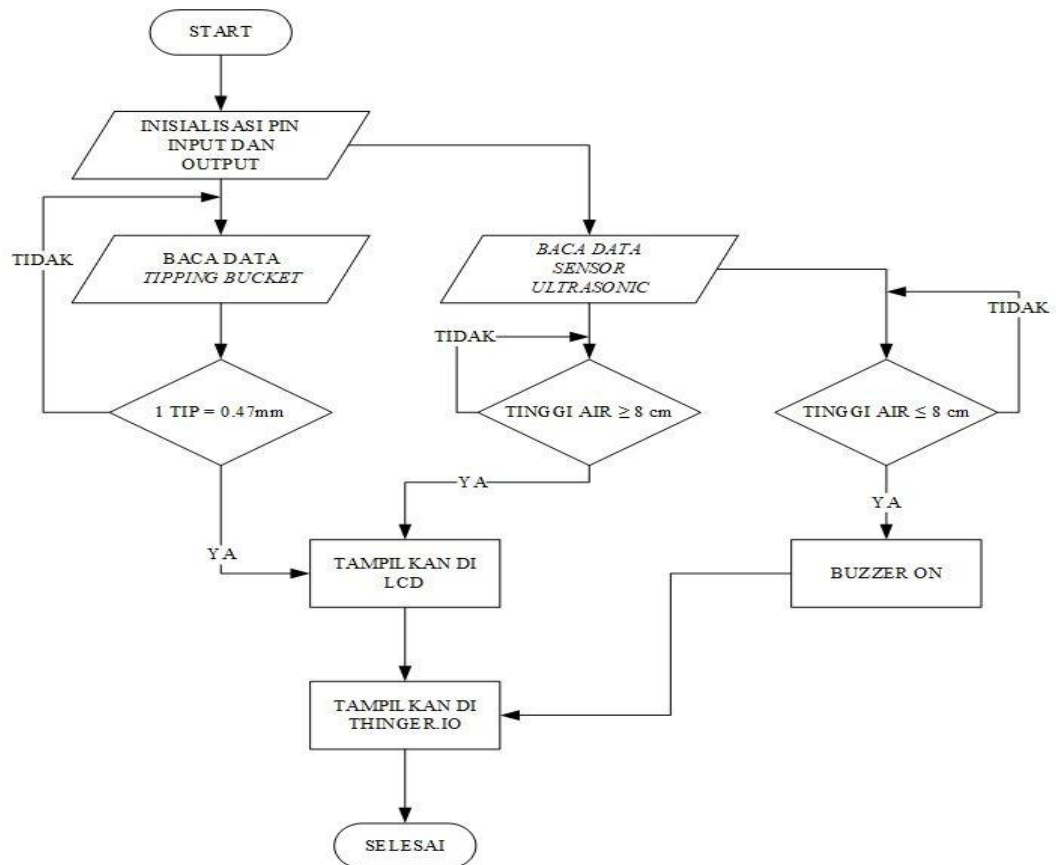 START
INISIALISASI PIN
INPUT DAN
OUTPUT
TIDAK
BACA DATA
TIPPING BUCKET
BACA DATA
SENSOR
ULTRASONIC
TIDAK
TIDAK
1 TIP = 0.47mm
TINGGI AIR ≥ 8 cm
TINGGI AIR ≤ 8 cm
YA
YA
YA
TAMPILKAN DI
LCD
BUZZER ON
TAMPILKAN DI
THINGER.IO
SELESAI